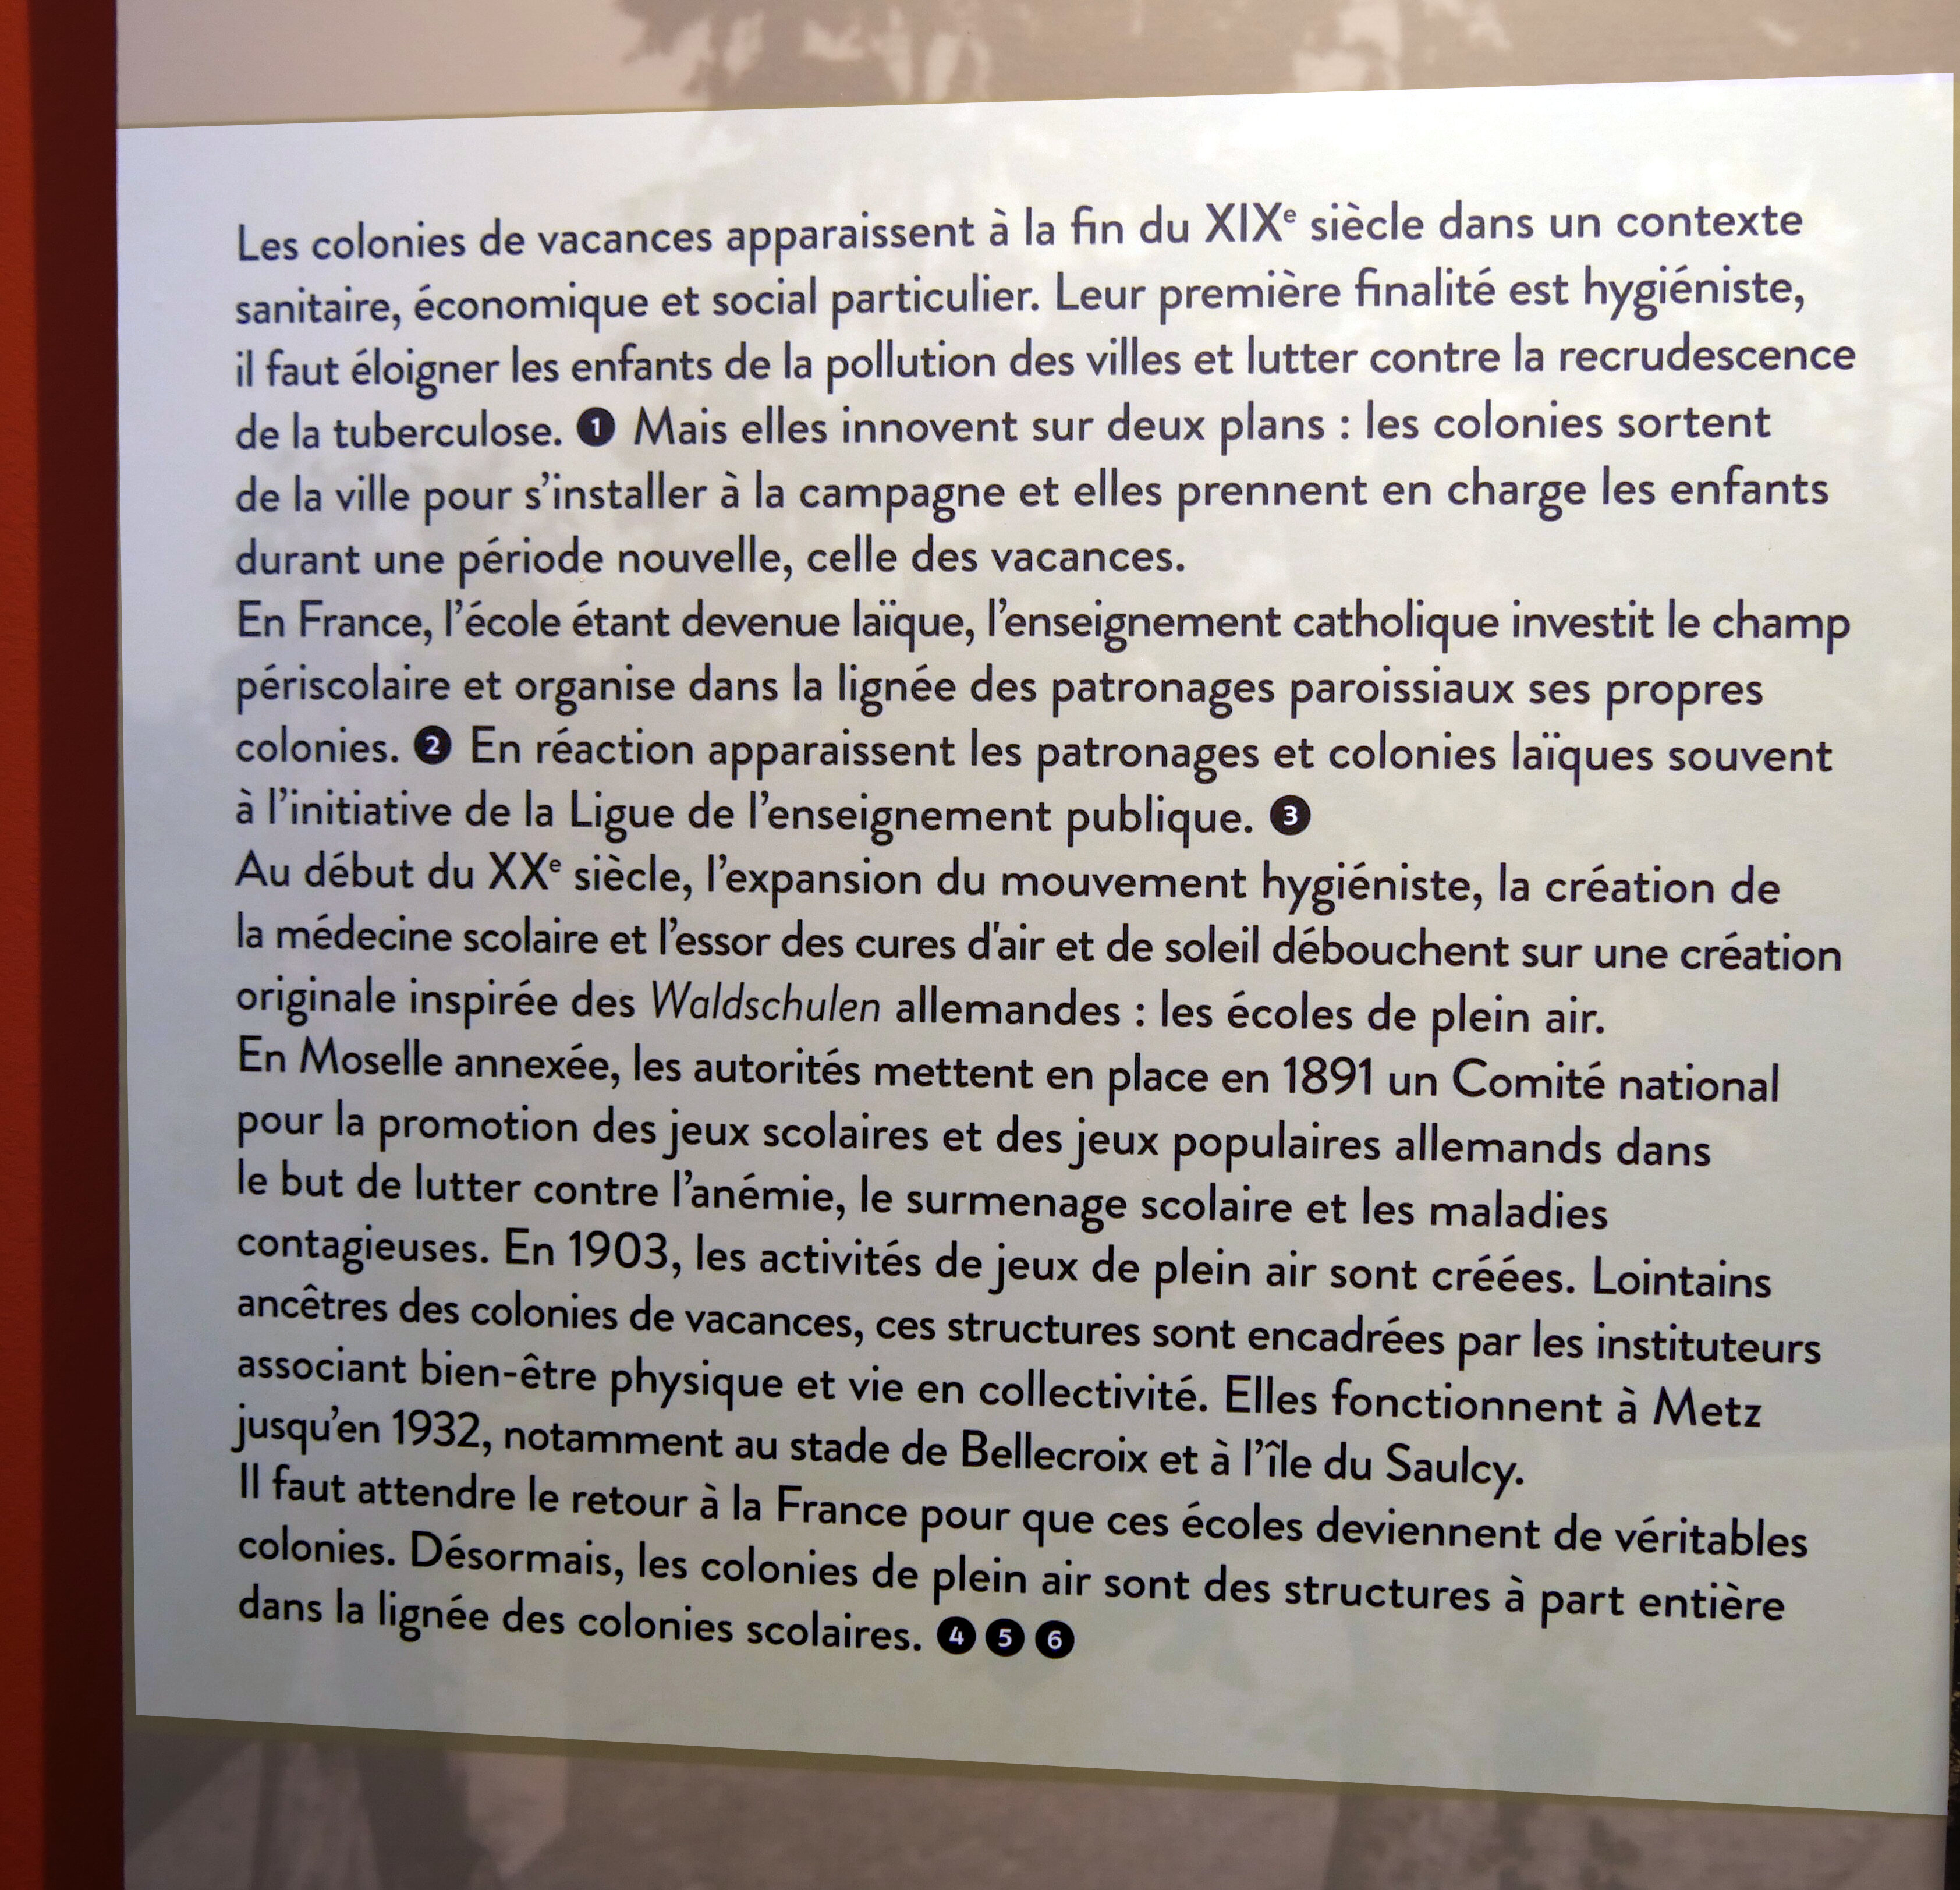 Les colonies de vacances apparaissent à la fin du XIXᵉ siècle dans un contexte
sanitaire, économique et social particulier. Leur première finalité est hygiéniste,
il faut éloigner les enfants de la pollution des villes et lutter contre la recrudescence
de la tuberculose. ❶ Mais elles innovent sur deux plans : les colonies sortent
de la ville pour s’installer à la campagne et elles prennent en charge les enfants
durant une période nouvelle, celle des vacances.
En France, l’école étant devenue laïque, l’enseignement catholique investit le champ
périscolaire et organise dans la lignée des patronages paroissiaux ses propres
colonies. ❷ En réaction apparaissent les patronages et colonies laïques souvent
à l’initiative de la Ligue de l’enseignement publique. ❸
Au début du XXᵉ siècle, l’expansion du mouvement hygiéniste, la création de
la médecine scolaire et l’essor des cures d'air et de soleil débouchent sur une création
originale inspirée des Waldschulen allemandes : les écoles de plein air.
En Moselle annexée, les autorités mettent en place en 1891 un Comité national
pour la promotion des jeux scolaires et des jeux populaires allemands dans
le but de lutter contre l’anémie, le surmenage scolaire et les maladies
contagieuses. En 1903, les activités de jeux de plein air sont créées. Lointains
ancêtres des colonies de vacances, ces structures sont encadrées par les instituteurs
associant bien-être physique et vie en collectivité. Elles fonctionnent à Metz
jusqu’en 1932, notamment au stade de Bellecroix et à l’île du Saulcy.
Il faut attendre le retour à la France pour que ces écoles deviennent de véritables
colonies. Désormais, les colonies de plein air sont des structures à part entière
dans la lignée des colonies scolaires. ❹ ❺ ❻